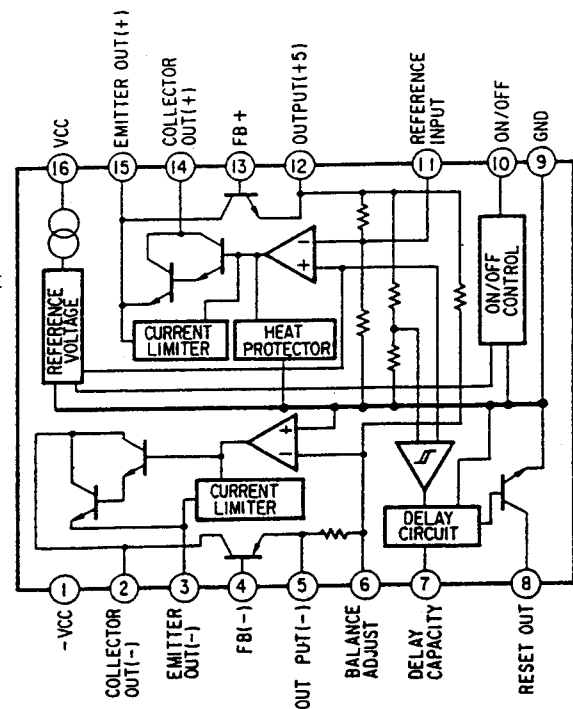 VCC
EMITTER OUT(+)
COLLECTOR
OUT(+)
FB+
OUTPUT(+5)
REFERENCE
INPUT
ON/OFF
GND
16
15
14
13
12
11
10
9
REFERENCE
VOLTAGE
CURRENT
LIMITER
HEAT
PROTECTOR
ON/OFF
CONTROL
-
+
+
-
CURRENT
LIMITER
DELAY
CIRCUIT
1
2
3
4
5
6
7
8
-VCC
COLLECTOR
OUT(-)
EMITTER
OUT(-)
FB(-)
OUT PUT(-)
BALANCE
ADJUST
DELAY
CAPACITY
RESET OUT